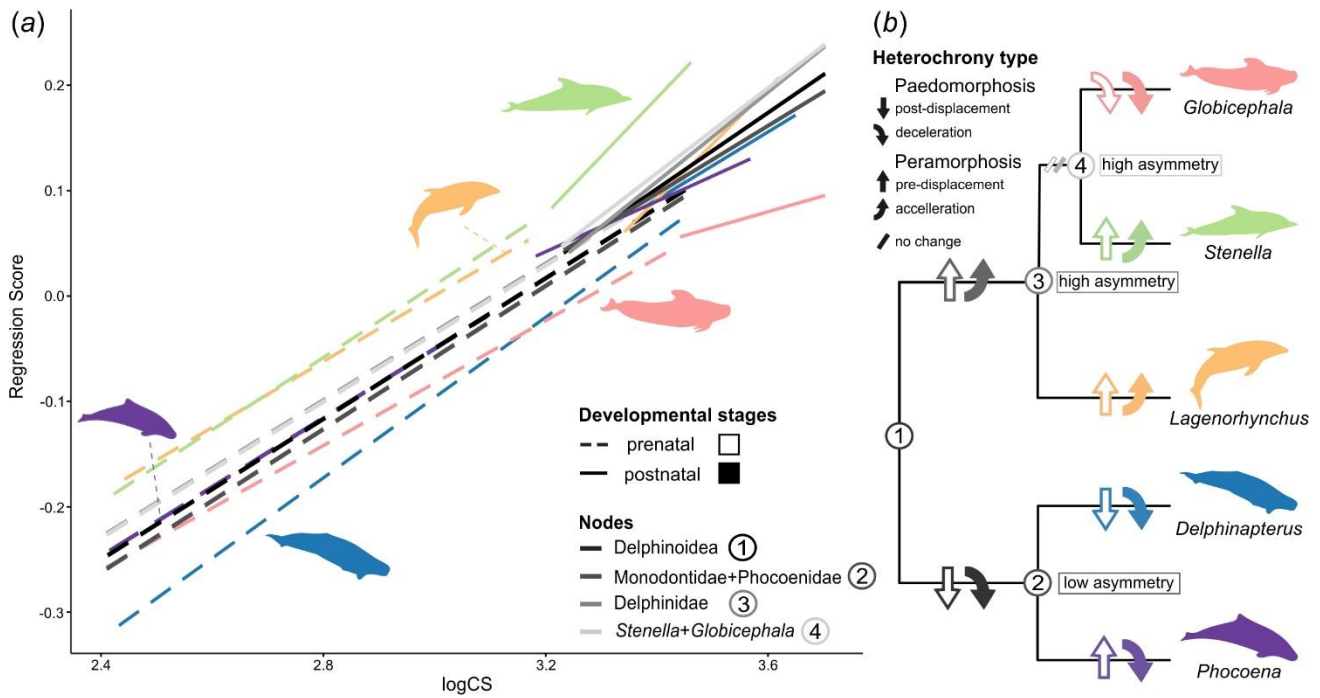 (a)
0.2
0.1
0.0
-0.1
-0.2
-0.3
Regression Score
2.4
2.8
3.2
3.6
logCS
Developmental stages
prenatal
postnatal
Nodes
Delphinoidea 1
Monodontidae+Phocoenidae 2
Delphinidae 3
Stenella+Globicephala 4
(b)
Heterochrony type
Paedomorphosis
post-displacement
deceleration
Peramorphosis
pre-displacement
accelleration
no change
Globicephala
4 high asymmetry
Stenella
3 high asymmetry
Lagenorhynchus
1
Delphinapterus
2 low asymmetry
Phocoena